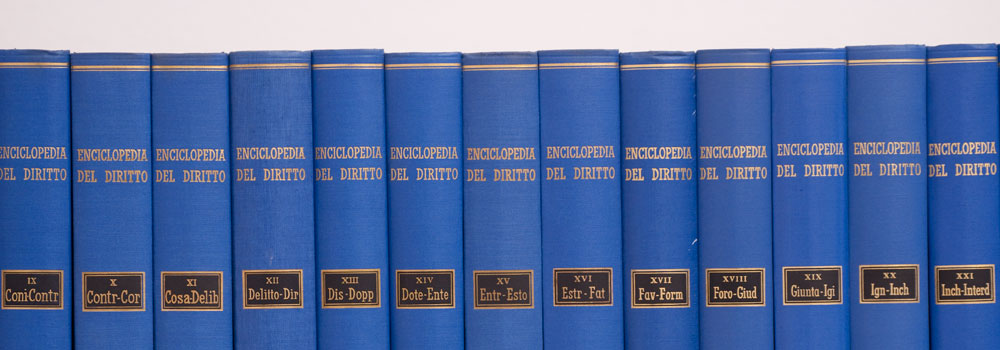 ENCICLOPEDIA
DEL DIRITTO
IX
Coni-Contr
ENCICLOPEDIA
DEL DIRITTO
X
Contr-Cor
ENCICLOPEDIA
DEL DIRITTO
XI
Cosa-Delib
ENCICLOPEDIA
DEL DIRITTO
XII
Delitto-Dir
ENCICLOPEDIA
DEL DIRITTO
XIII
Dis-Dopp
ENCICLOPEDIA
DEL DIRITTO
XIV
Dote-Ente
ENCICLOPEDIA
DEL DIRITTO
XV
Entr-Esto
ENCICLOPEDIA
DEL DIRITTO
XVI
Estr-Fat
ENCICLOPEDIA
DEL DIRITTO
XVII
Fav-Form
ENCICLOPEDIA
DEL DIRITTO
XVIII
Foro-Giud
ENCICLOPEDIA
DEL DIRITTO
XIX
Giunta-Igi
ENCICLOPEDIA
DEL DIRITTO
XX
Ign-Inch
ENCICLOPEDIA
DEL DIRITTO
XXI
Inch-Interd